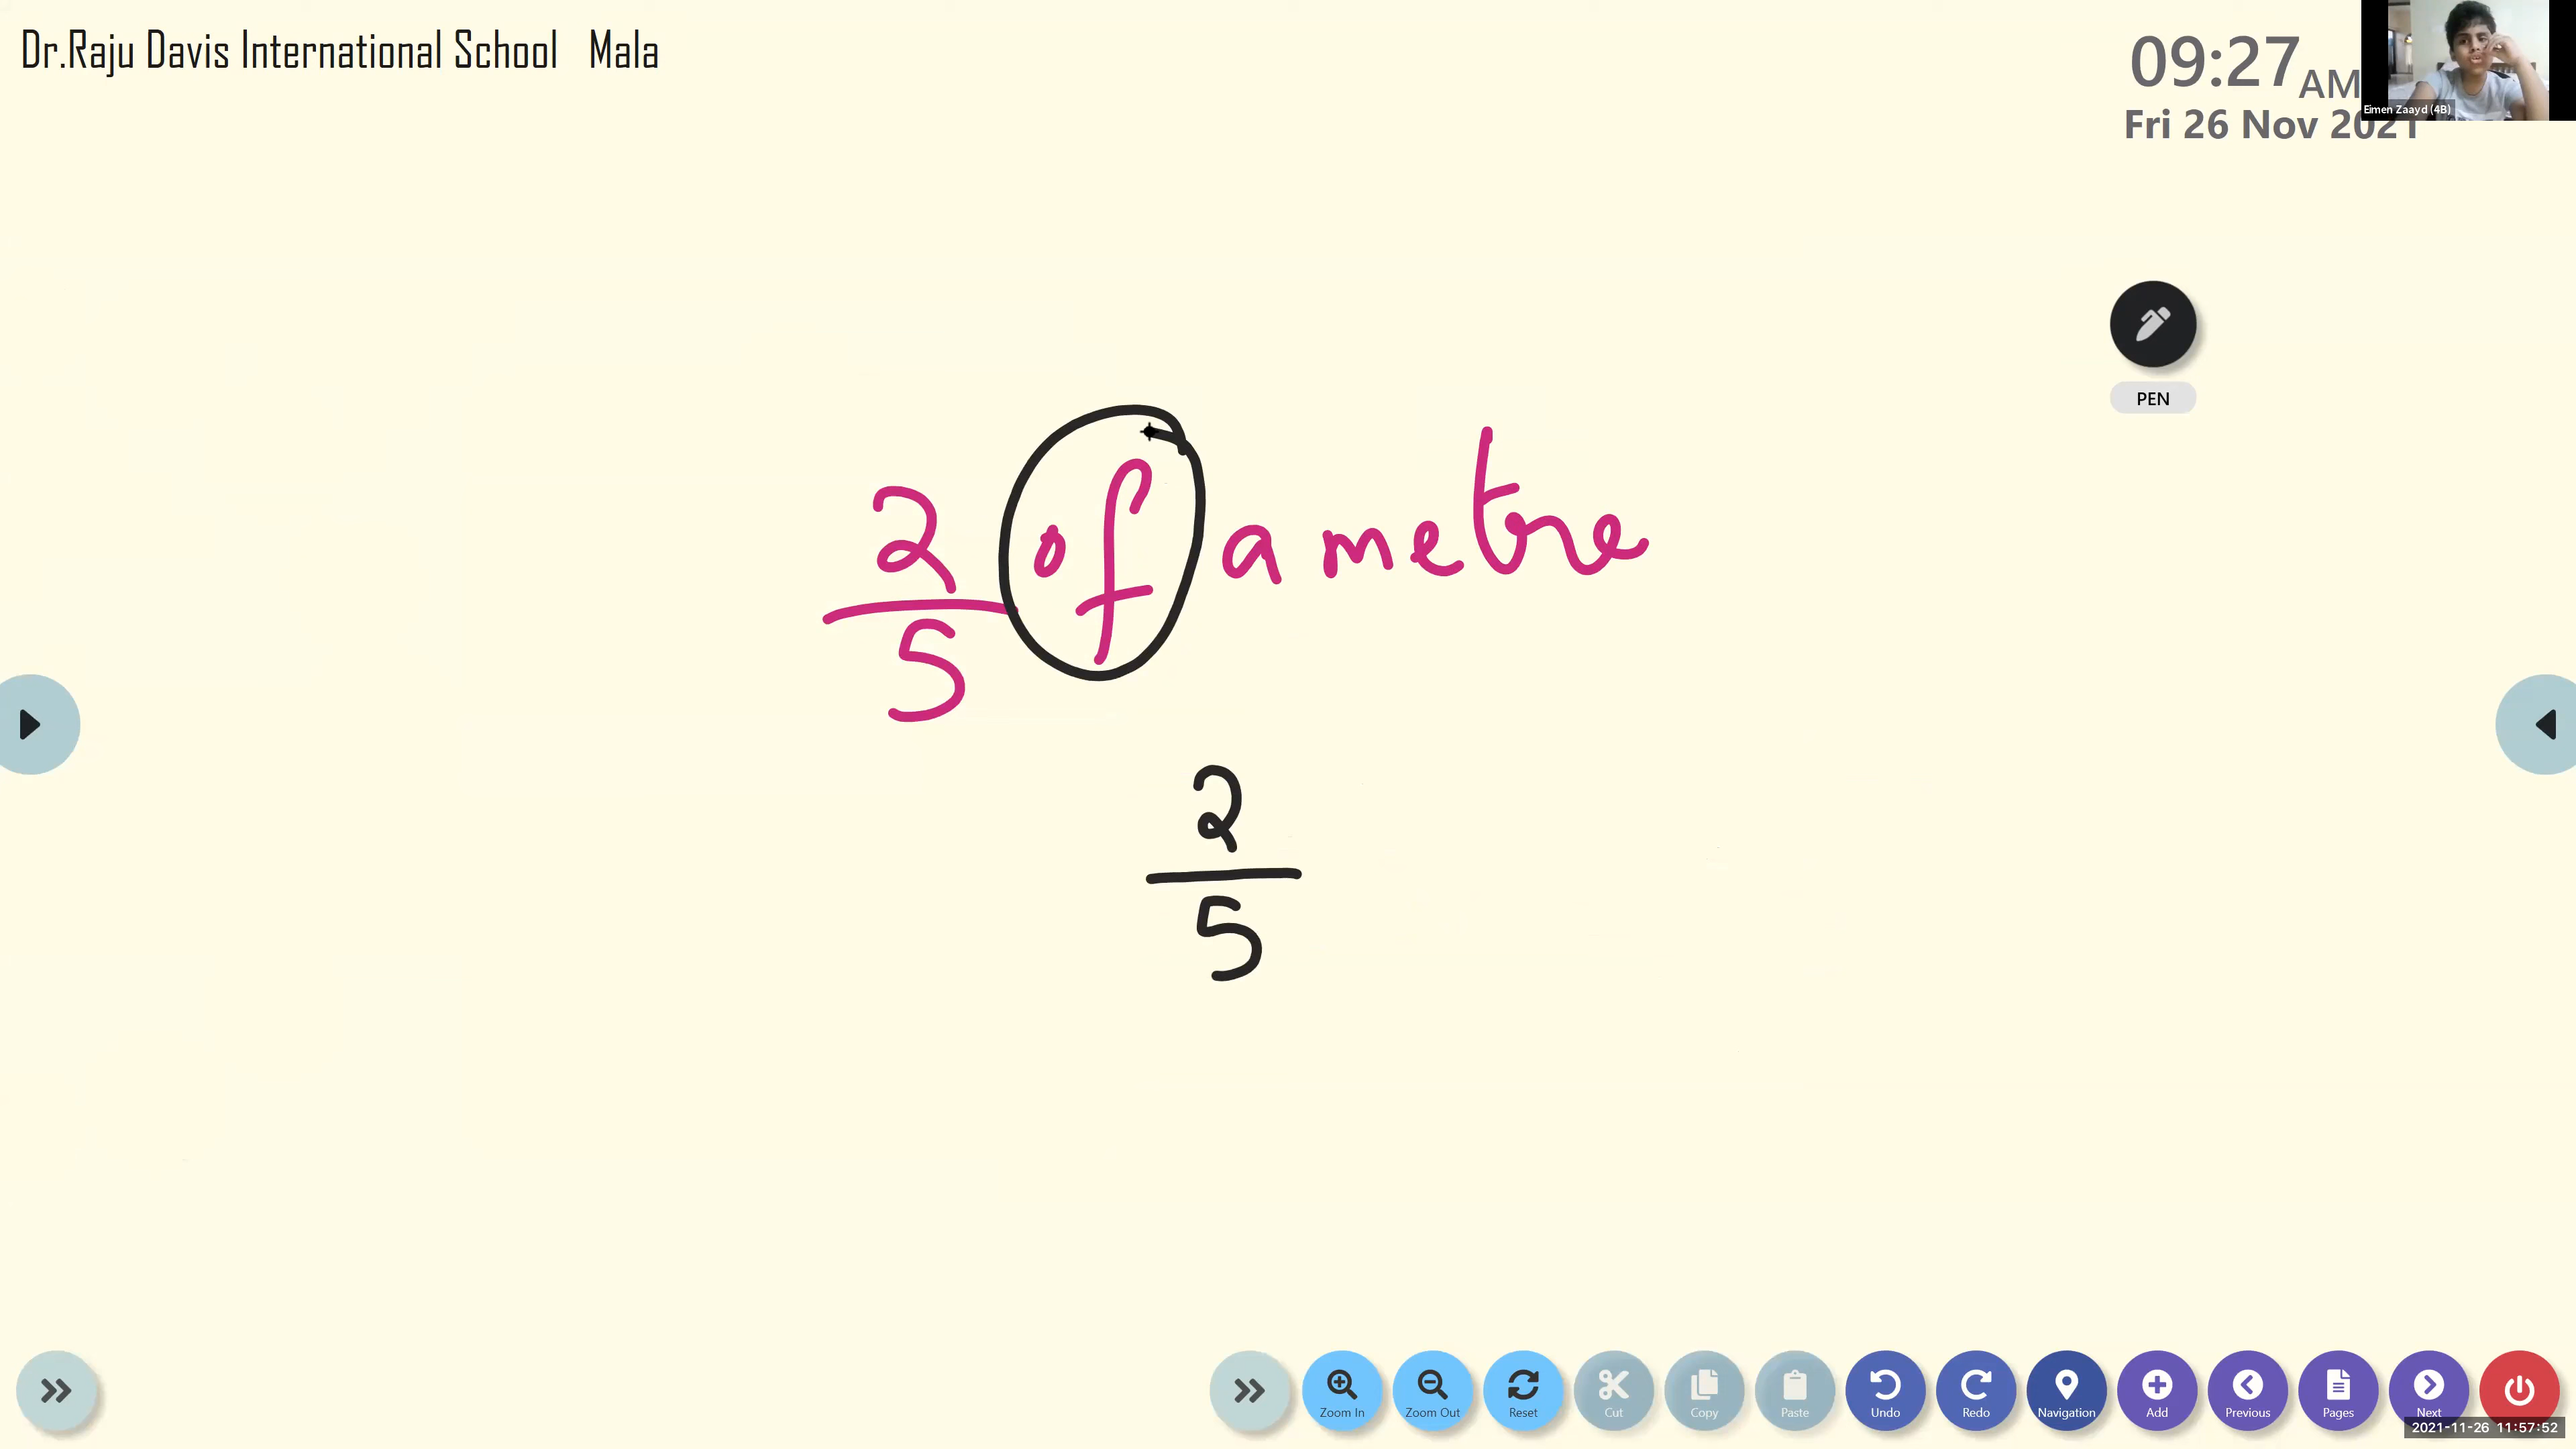 Dr.Raju Davis International School Mala
09:27 AM
Fri 26 Nov 2021
Eimen Zaayd (4B)
PEN
2/5 of a metre
2/5
Zoom In Zoom Out Reset Cut Copy Paste Undo Redo Navigation Add Previous Pages Next
2021-11-26 11:57:52